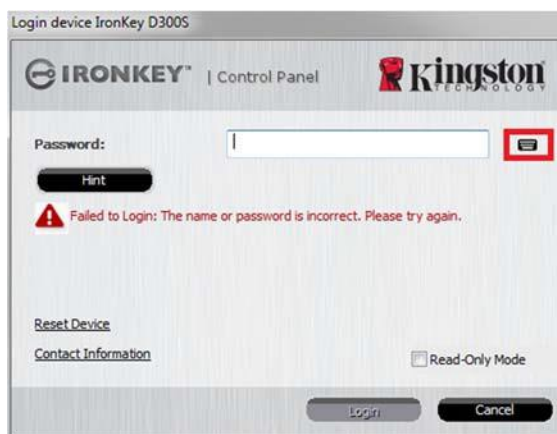 Login device IronKey D300S
IRONKEY™ | Control Panel
Kingston
TECHNOLOGY
Password:
Hint
Failed to Login: The name or password is incorrect. Please try again.
Reset Device
Contact Information
Read-Only Mode
Login
Cancel